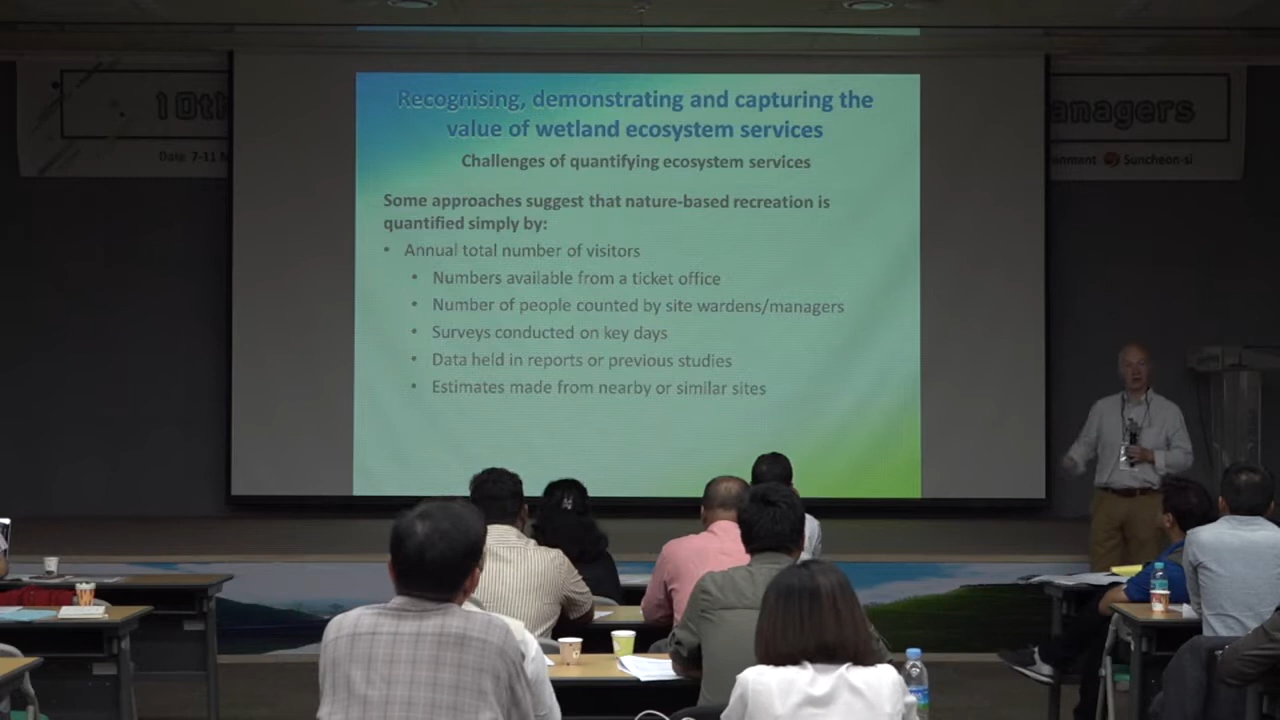 Recognising, demonstrating and capturing the
value of wetland ecosystem services
Challenges of quantifying ecosystem services
Some approaches suggest that nature-based recreation is
quantified simply by:
• Annual total number of visitors
• Numbers available from a ticket office
• Number of people counted by site wardens/managers
• Surveys conducted on key days
• Data held in reports or previous studies
• Estimates made from nearby or similar sites
10th
anagers
Date 7-11
onment Suncheon-si